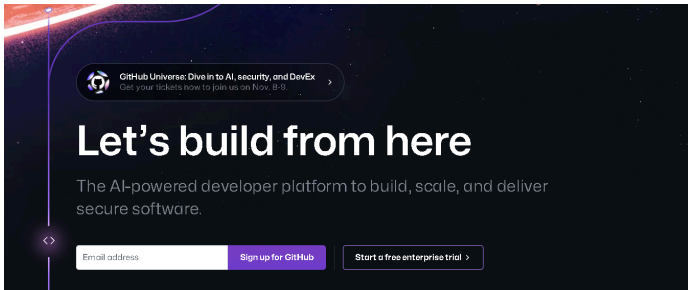 GitHub Universe: Dive in to AI, security, and DevEx
Get your tickets now to join us on Nov. 8-9.
Let's build from here
The AI-powered developer platform to build, scale, and deliver
secure software.
Email address
Sign up for GitHub
Start a free enterprise trial